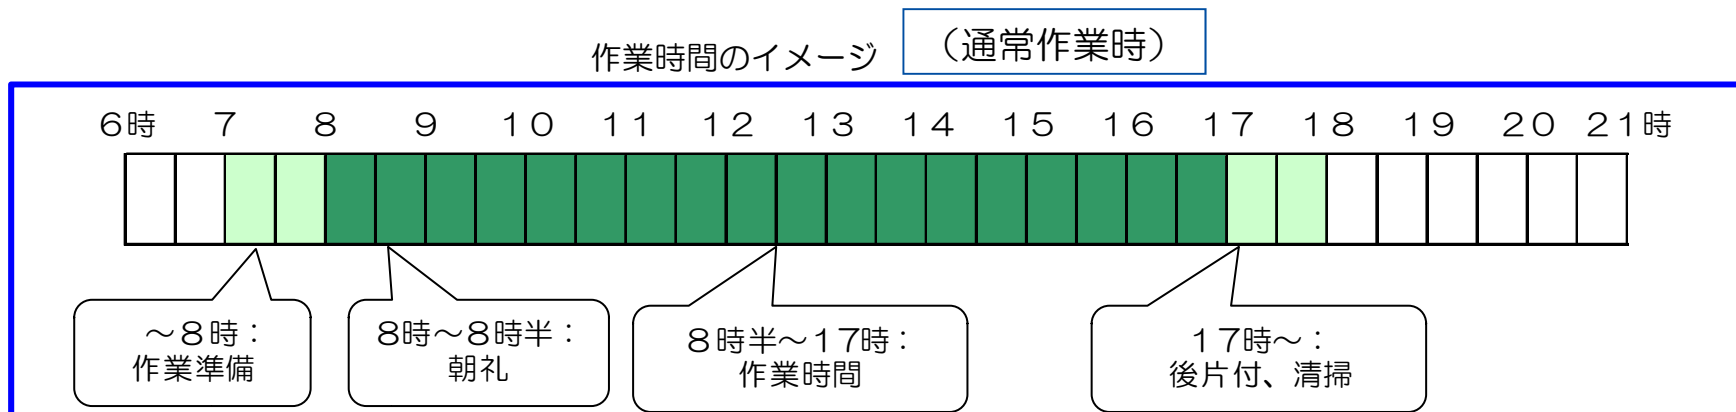 作業時間のイメージ
（通常作業時）
６時 ７ ８ ９ １０ １１ １２ １３ １４ １５ １６ １７ １８ １９ ２０ ２１時
～８時：
作業準備
８時～８時半：
朝礼
８時半～１７時：
作業時間
１７時～：
後片付、清掃